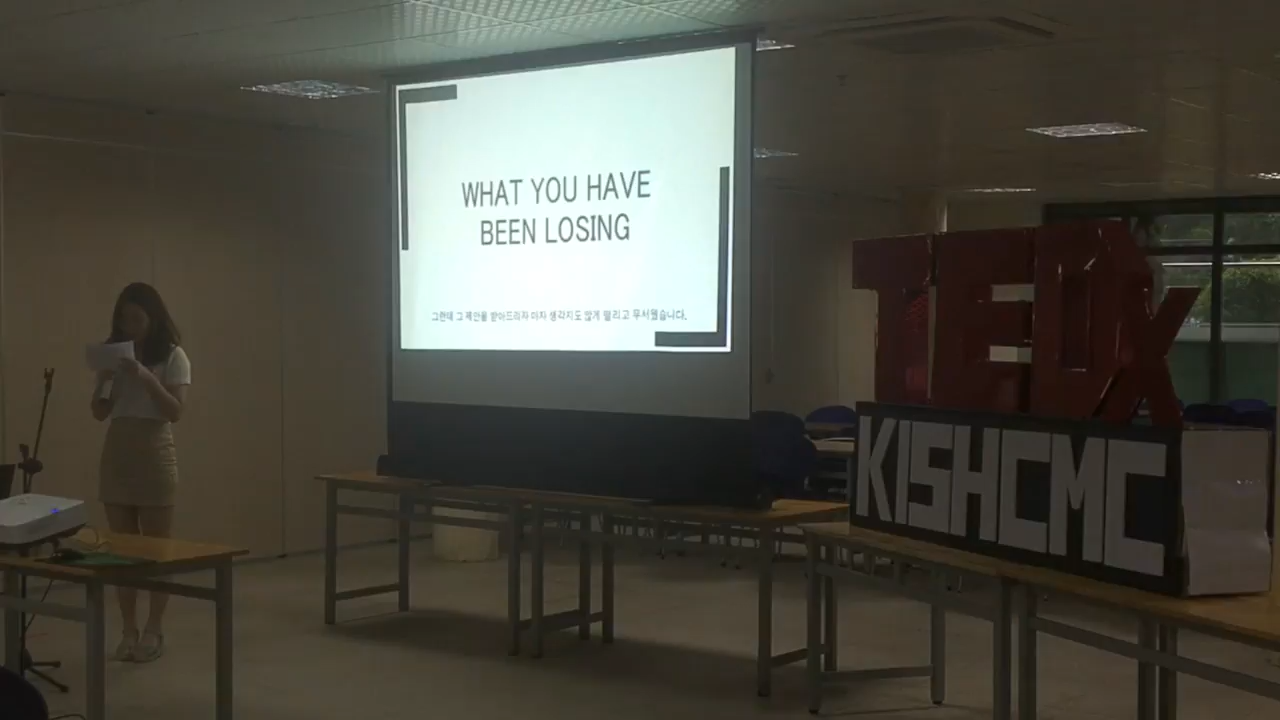 WHAT YOU HAVE
BEEN LOSING
그런데 그 제안을 받아드리자 마자 생각지도 않게 떨리고 무서웠습니다.
TEDx
KISHCMC